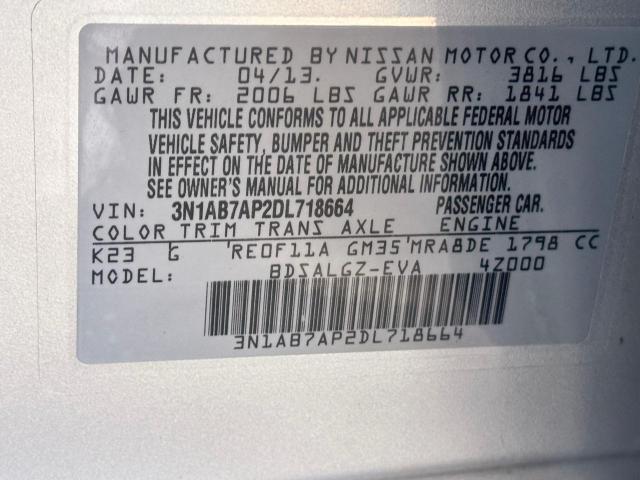 MANUFACTURED BY NISSAN MOTOR CO., LTD.
DATE: 04/13. GVWR: 3816 LBS
GAWR FR: 2006 LBS GAWR RR: 1841 LBS
THIS VEHICLE CONFORMS TO ALL APPLICABLE FEDERAL MOTOR
VEHICLE SAFETY, BUMPER AND THEFT PREVENTION STANDARDS
IN EFFECT ON THE DATE OF MANUFACTURE SHOWN ABOVE.
SEE OWNER'S MANUAL FOR ADDITIONAL INFORMATION.
VIN: 3N1AB7AP2DL718664 PASSENGER CAR.
COLOR TRIM TRANS AXLE ENGINE
K23 G 'RE0F11A GM35'MRA8DE 1798 CC
MODEL: BDSALGZ-EVA 4Z000
3N1AB7AP2DL718664